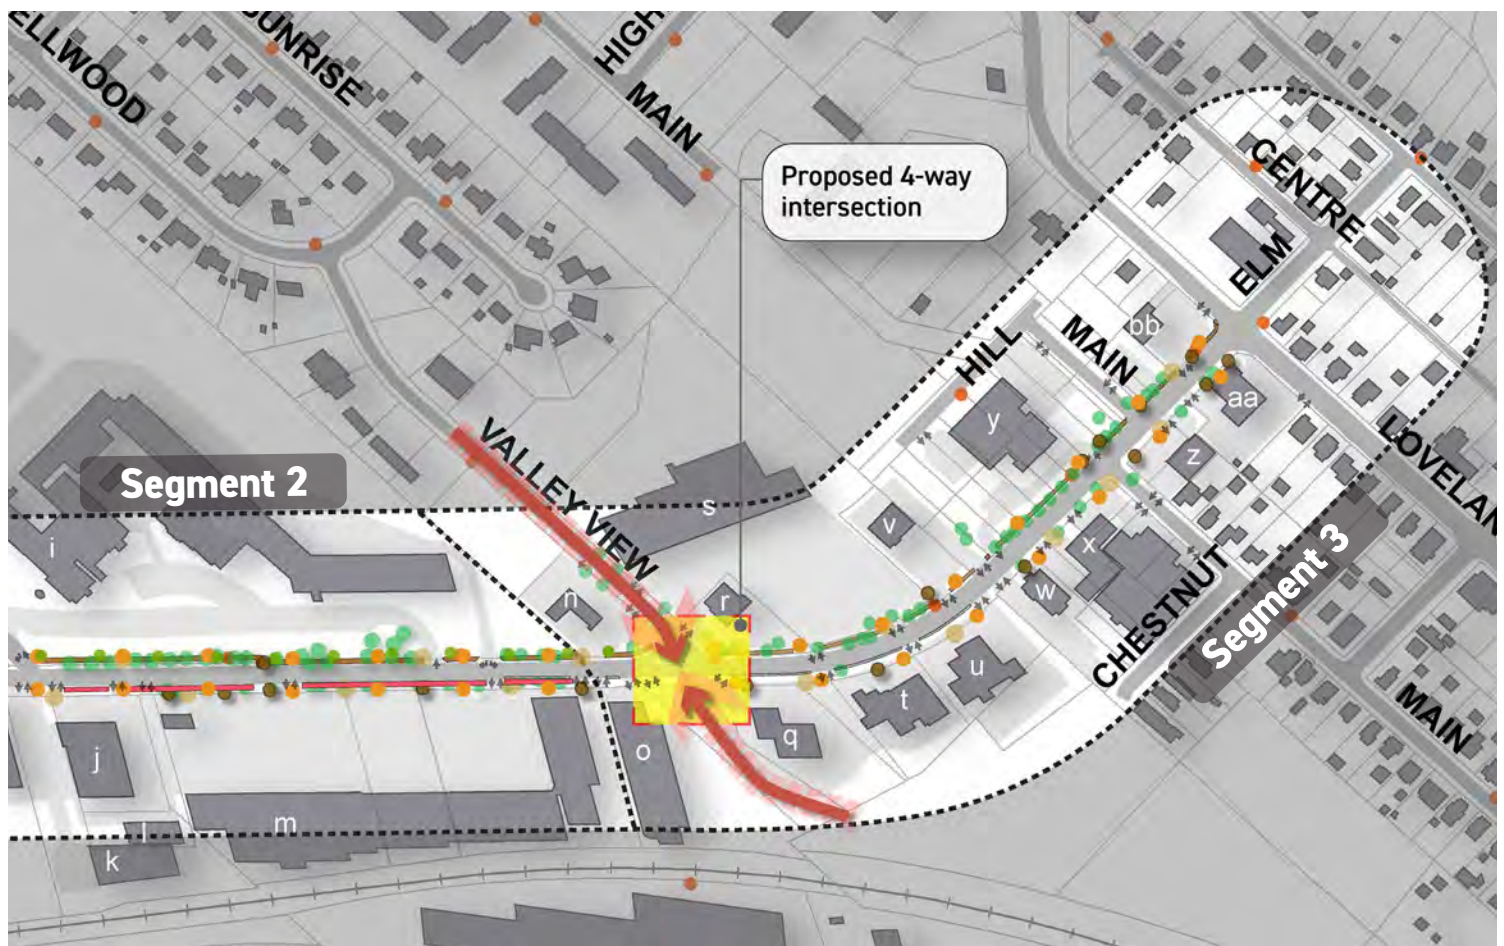 ELLWOOD
SUNRISE
HIGH
MAIN
Proposed 4-way
intersection
CENTRE
ELM
HILL
MAIN
bb
aa
y
z
LOVELAN
VALLEY VIEW
Segment 2
s
v
x
i
w
n
r
CHESTNUT
Segment 3
u
t
q
o
j
MAIN
m
l
k